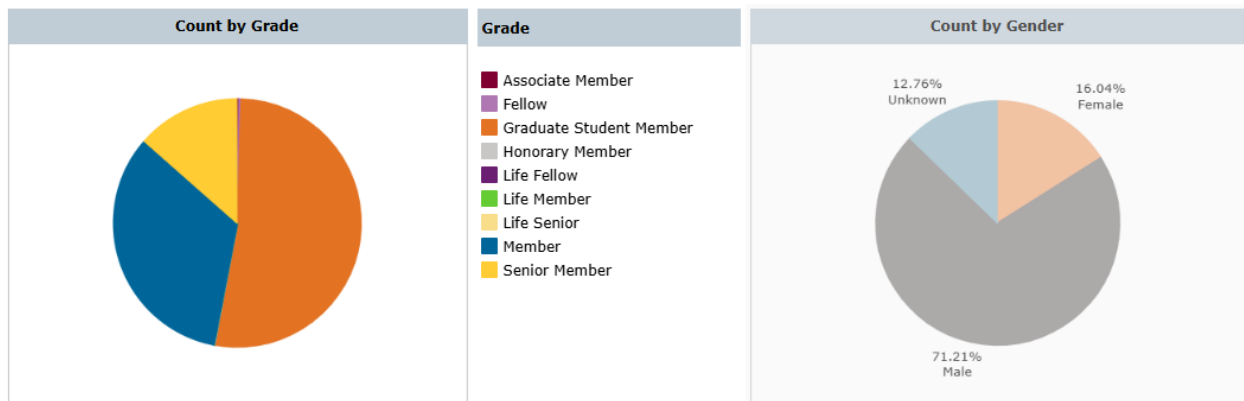 Count by Grade
Grade
Associate Member
Fellow
Graduate Student Member
Honorary Member
Life Fellow
Life Member
Life Senior
Member
Senior Member
Count by Gender
12.76%
Unknown
16.04%
Female
71.21%
Male